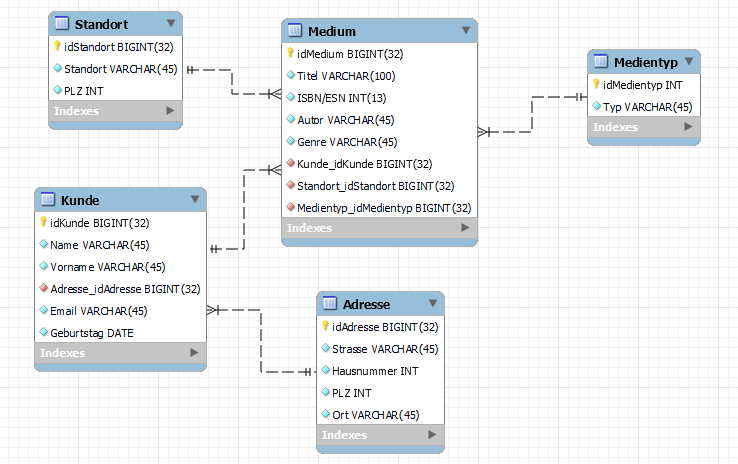 Standort
idStandort BIGINT(32)
Standort VARCHAR(45)
PLZ INT
Indexes
Medium
idMedium BIGINT(32)
Titel VARCHAR(100)
ISBN/ESN INT(13)
Autor VARCHAR(45)
Genre VARCHAR(45)
Kunde_idKunde BIGINT(32)
Standort_idStandort BIGINT(32)
Medientyp_idMedientyp BIGINT(32)
Indexes
Medientyp
idMedientyp INT
Typ VARCHAR(45)
Indexes
Kunde
idKunde BIGINT(32)
Name VARCHAR(45)
Vorname VARCHAR(45)
Adresse_idAdresse BIGINT(32)
Email VARCHAR(45)
Geburtstag DATE
Indexes
Adresse
idAdresse BIGINT(32)
Strasse VARCHAR(45)
Hausnummer INT
PLZ INT
Ort VARCHAR(45)
Indexes